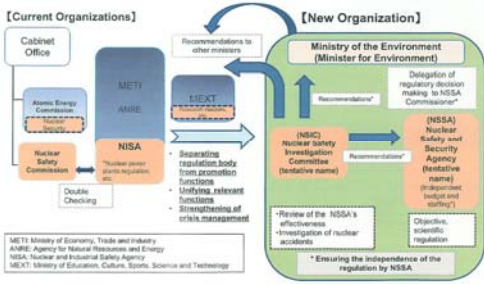 【Current Organizations】
Cabinet
Office
Atomic Energy
Commission
Nuclear
Security
Nuclear
Safety
Commission
METI
ANRE
NISA
*Nuclear power
plants regulation,
etc.
Double
Checking
MEXT
etc.
• Separating
regulation body
from promotion
functions
• Unifying relevant
functions
• Strengthening of
crisis management
METI: Ministry of Economy, Trade and Industry
ANRE: Agency for Natural Resources and Energy
NISA: Nuclear and Industrial Safety Agency
MEXT: Ministry of Education, Culture, Sports, Science and Technology
【New Organization】
Recommendations to
other ministers
Ministry of the Environment
(Minister for Environment)
Delegation of
regulatory decision
making to NSSA
Commissioner*
Recommendations*
(NSIC)
Nuclear Safety
Investigation
Committee
(tentative name)
Recommendations*
(NSSA)
Nuclear
Safety and
Security
Agency
(tentative
name)
(Independent
budget and
staffing*)
• Review of the NSSA's
effectiveness
• Investigation of nuclear
accidents
Objective,
scientific
regulation
* Ensuring the independence of
the regulation by NSSA